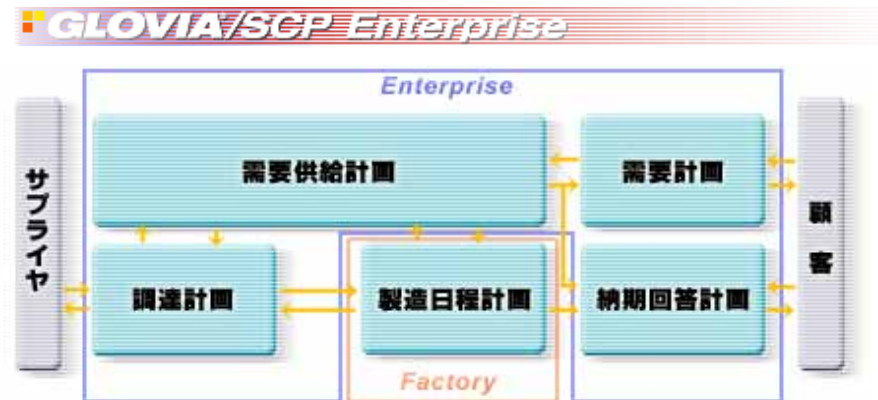 GLOVIA/SCP Enterprise
Enterprise
サプライヤ
需要供給計画
需要計画
顧客
調達計画
製造日程計画
納期回答計画
Factory